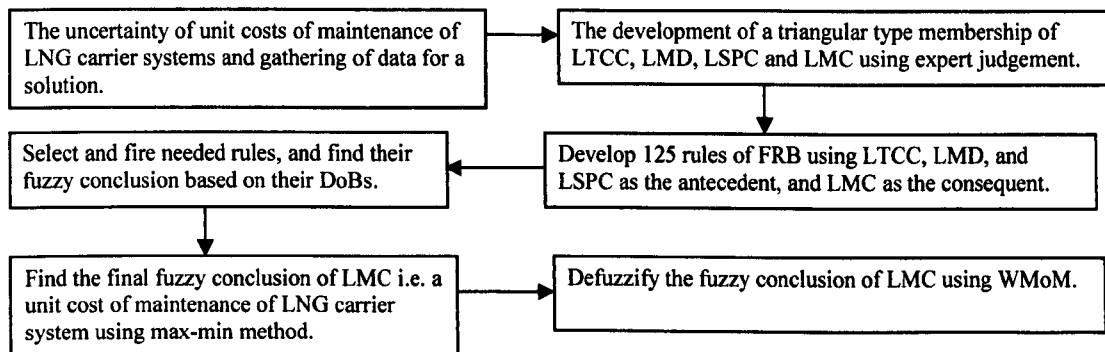 The uncertainty of unit costs of maintenance of
LNG carrier systems and gathering of data for a
solution.
The development of a triangular type membership of
LTCC, LMD, LSPC and LMC using expert judgement.
Develop 125 rules of FRB using LTCC, LMD, and
LSPC as the antecedent, and LMC as the consequent.
Select and fire needed rules, and find their
fuzzy conclusion based on their DoBs.
Find the final fuzzy conclusion of LMC i.e. a
unit cost of maintenance of LNG carrier
system using max-min method.
Defuzzify the fuzzy conclusion of LMC using WMoM.